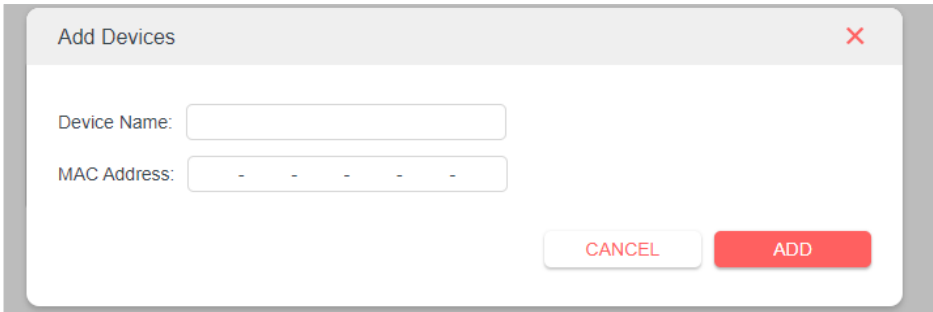 Add Devices
Device Name:
MAC Address: - - - - -
CANCEL ADD